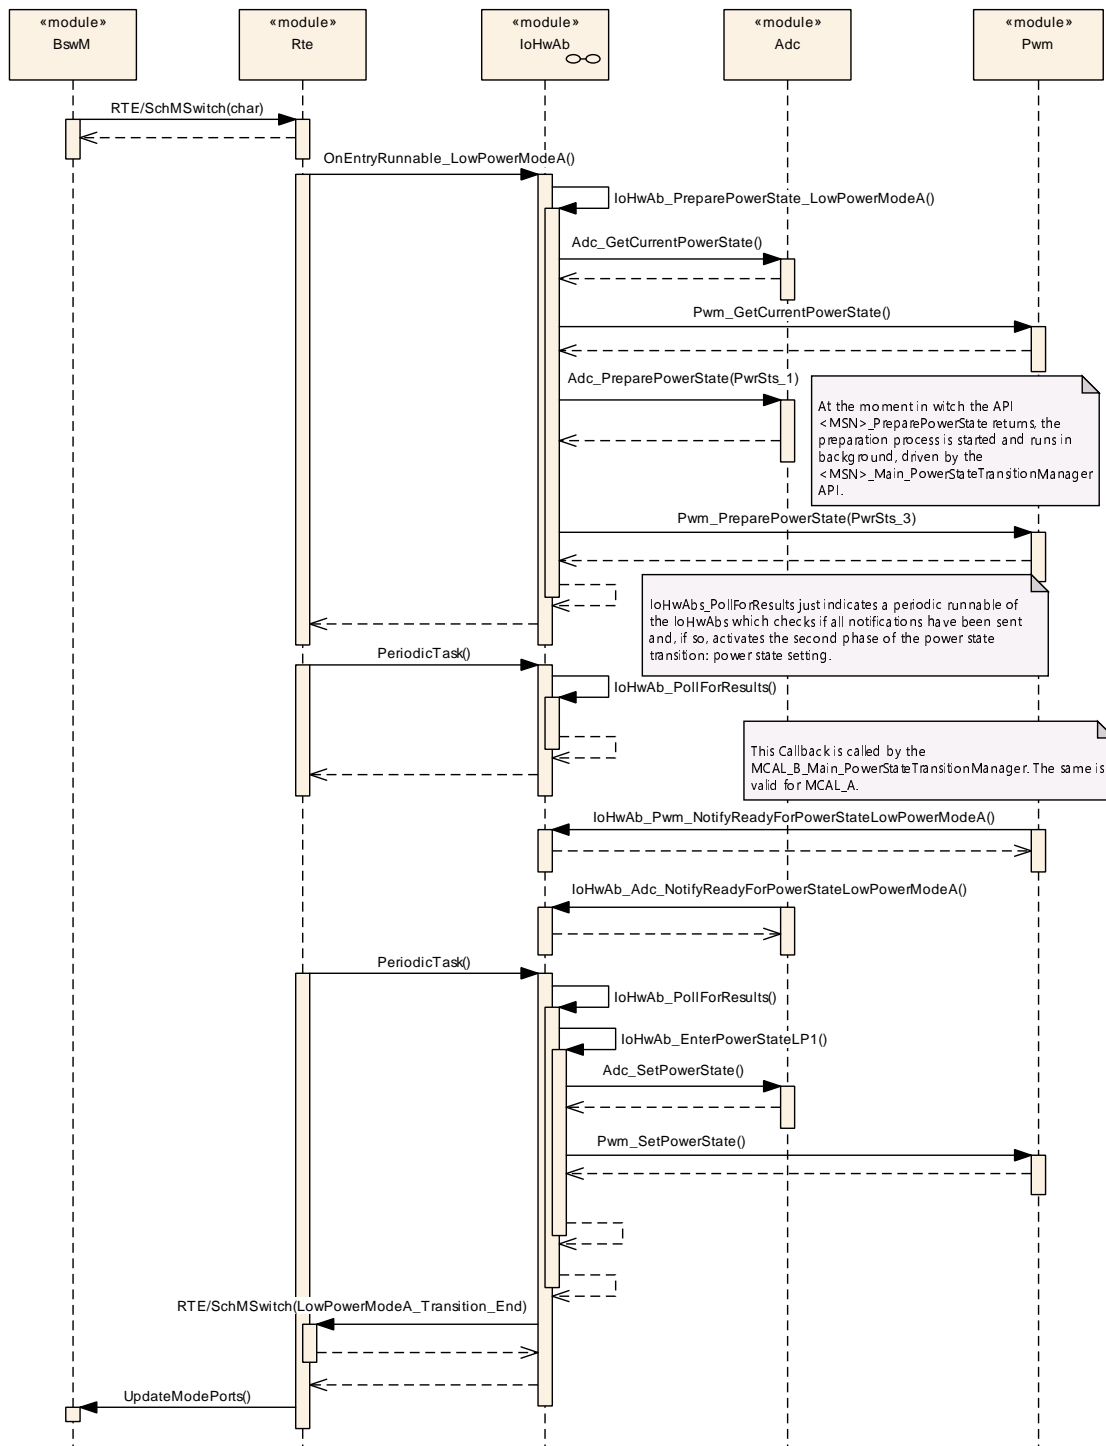 «module»
BswM
«module»
Rte
«module»
IoHwAb
«module»
Adc
«module»
Pwm
RTE/SchMSwitch(char)
OnEntryRunnable_LowPowerModeA()
IoHwAb_PreparePowerState_LowPowerModeA()
Adc_GetCurrentPowerState()
Pwm_GetCurrentPowerState()
Adc_PreparePowerState(PwrSts_1)
At the moment in witch the API
<MSN>_PreparePowerState returns, the
preparation process is started and runs in
background, driven by the
<MSN>_Main_PowerStateTransitionManager
API.
Pwm_PreparePowerState(PwrSts_3)
IoHwAbs_PollForResults just indicates a periodic runnable of
the IoHwAbs which checks if all notifications have been sent
and, if so, activates the second phase of the power state
transition: power state setting.
PeriodicTask()
IoHwAb_PollForResults()
This Callback is called by the
MCAL_B_Main_PowerStateTransitionManager. The same is
valid for MCAL_A.
IoHwAb_Pwm_NotifyReadyForPowerStateLowPowerModeA()
IoHwAb_Adc_NotifyReadyForPowerStateLowPowerModeA()
PeriodicTask()
IoHwAb_PollForResults()
IoHwAb_EnterPowerStateLP1()
Adc_SetPowerState()
Pwm_SetPowerState()
RTE/SchMSwitch(LowPowerModeA_Transition_End)
UpdateModePorts()